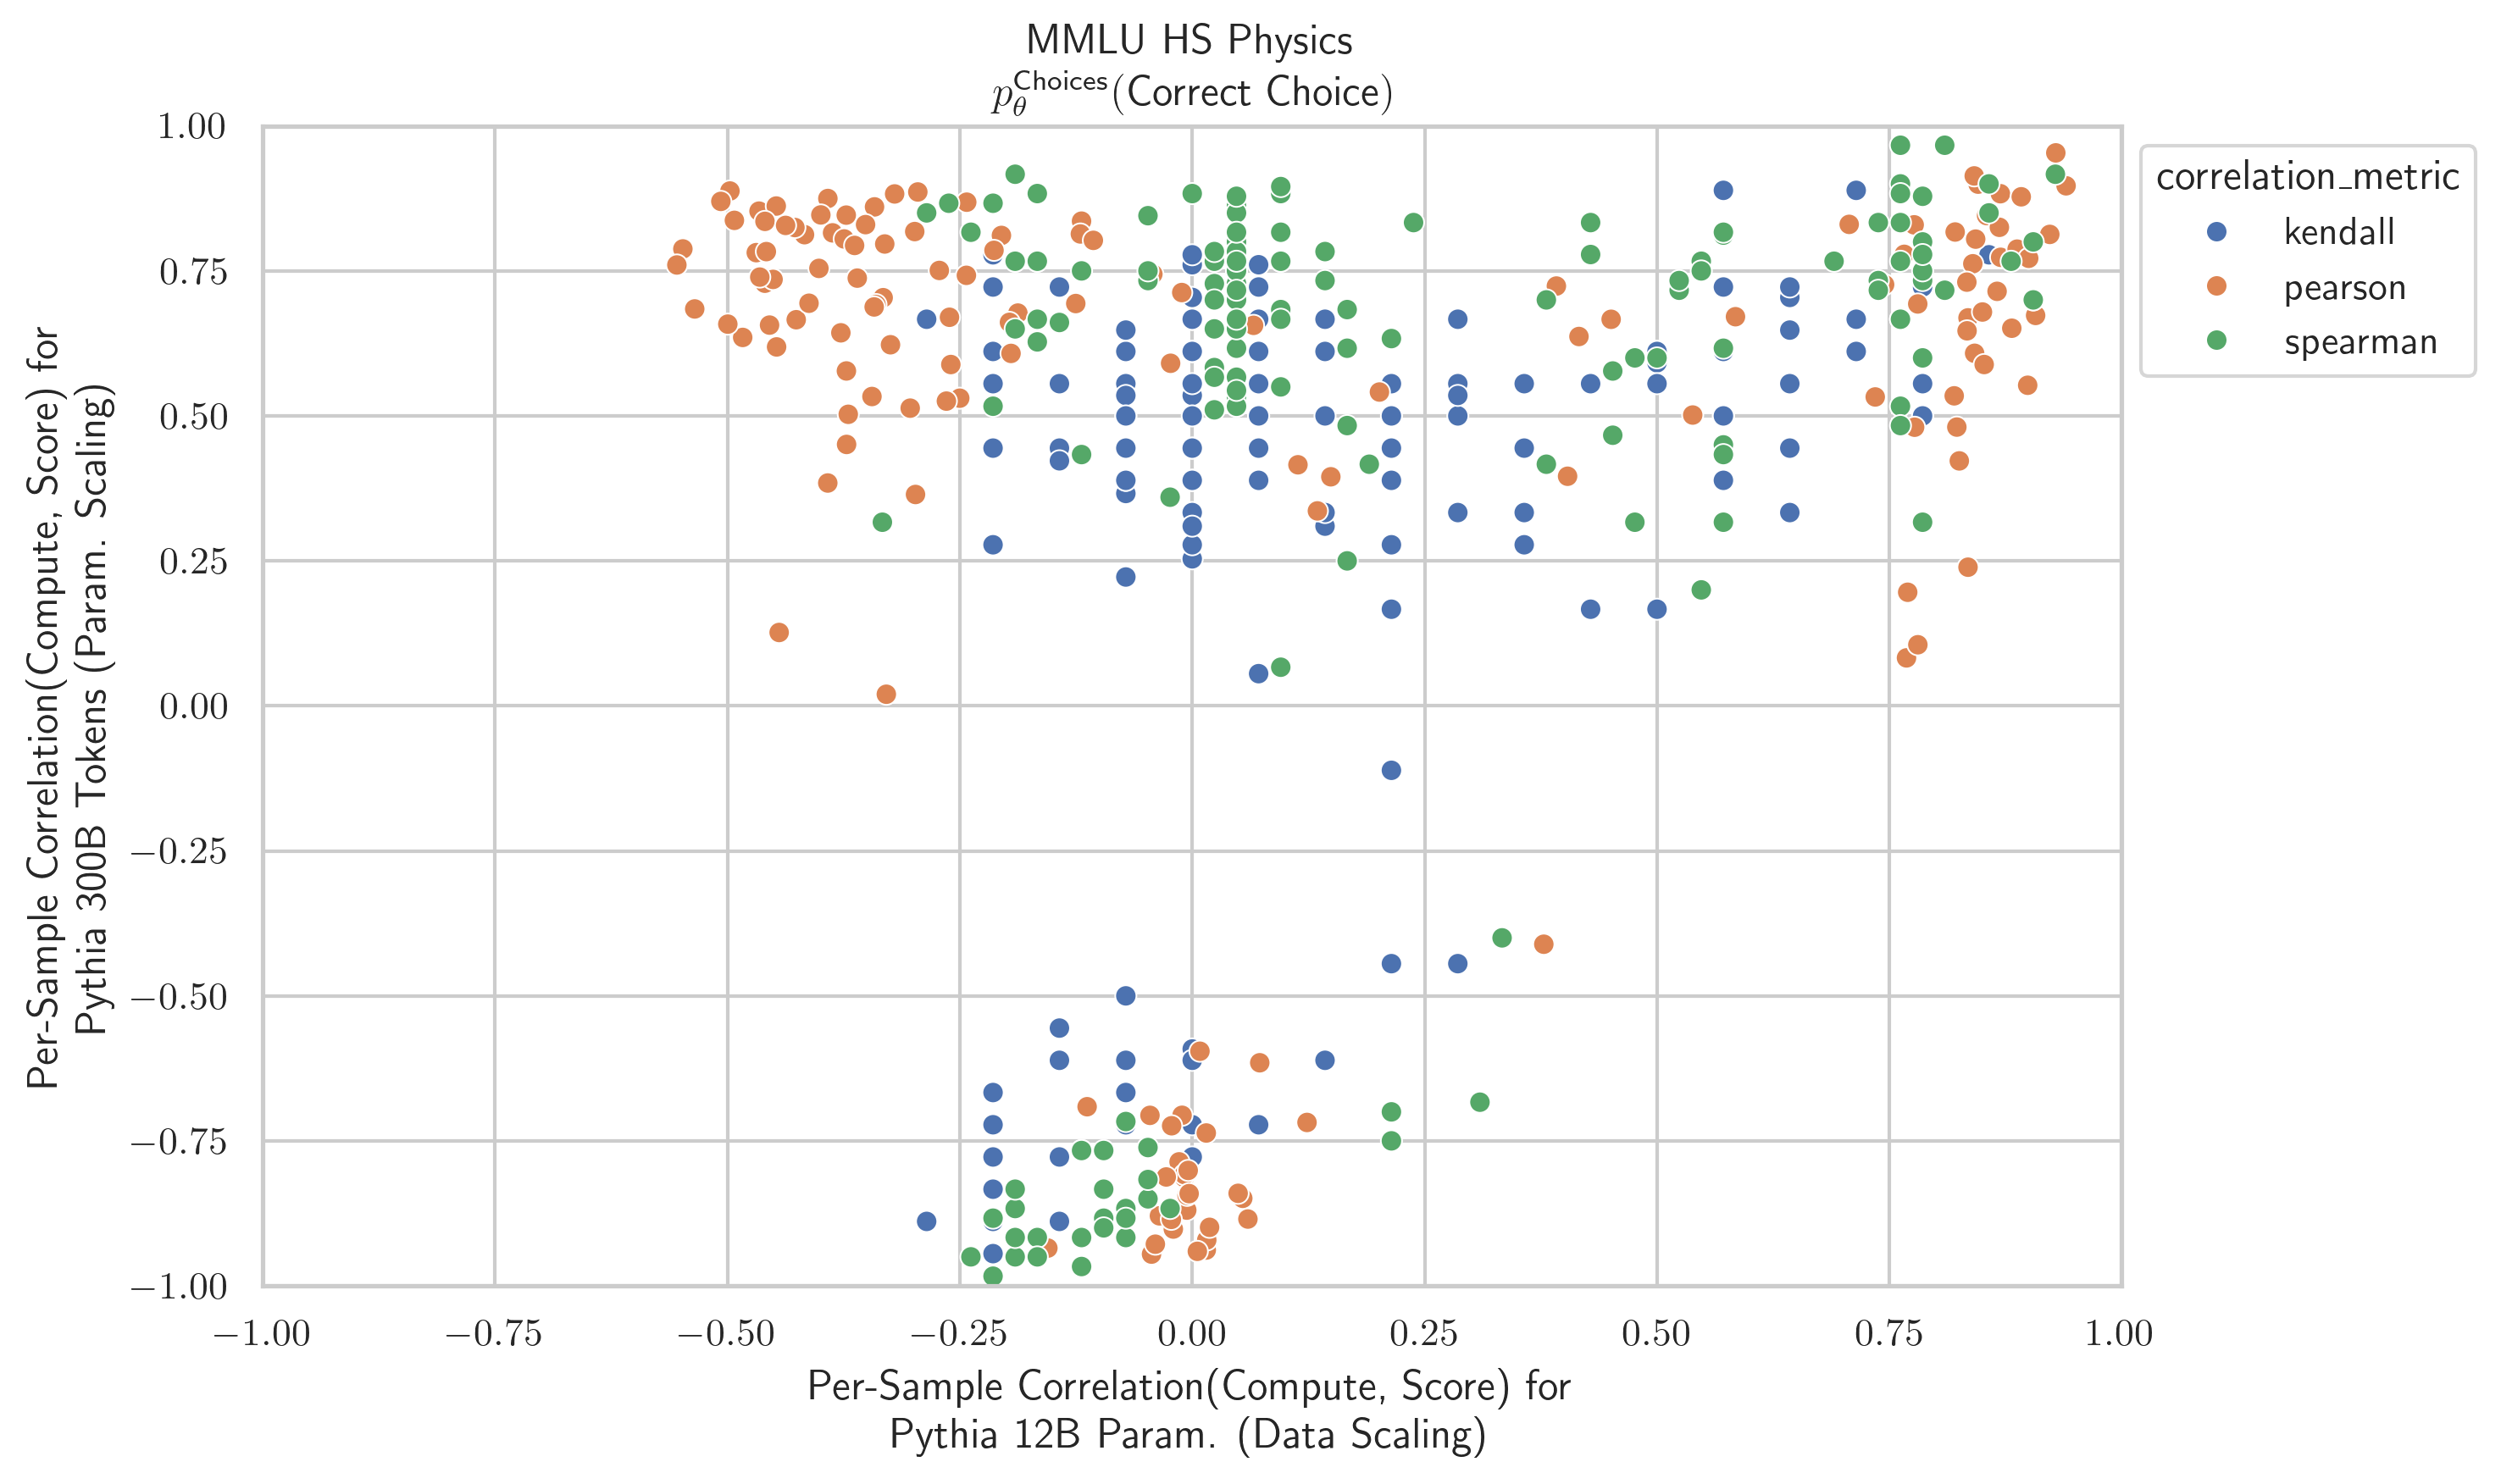 MMLU HS Physics
p_θ^Choices(Correct Choice)
1.00
0.75
0.50
0.25
0.00
−0.25
−0.50
−0.75
−1.00
Per-Sample Correlation(Compute, Score) for
Pythia 300B Tokens (Param. Scaling)
correlation_metric
kendall
pearson
spearman
−1.00 −0.75 −0.50 −0.25 0.00 0.25 0.50 0.75 1.00
Per-Sample Correlation(Compute, Score) for
Pythia 12B Param. (Data Scaling)